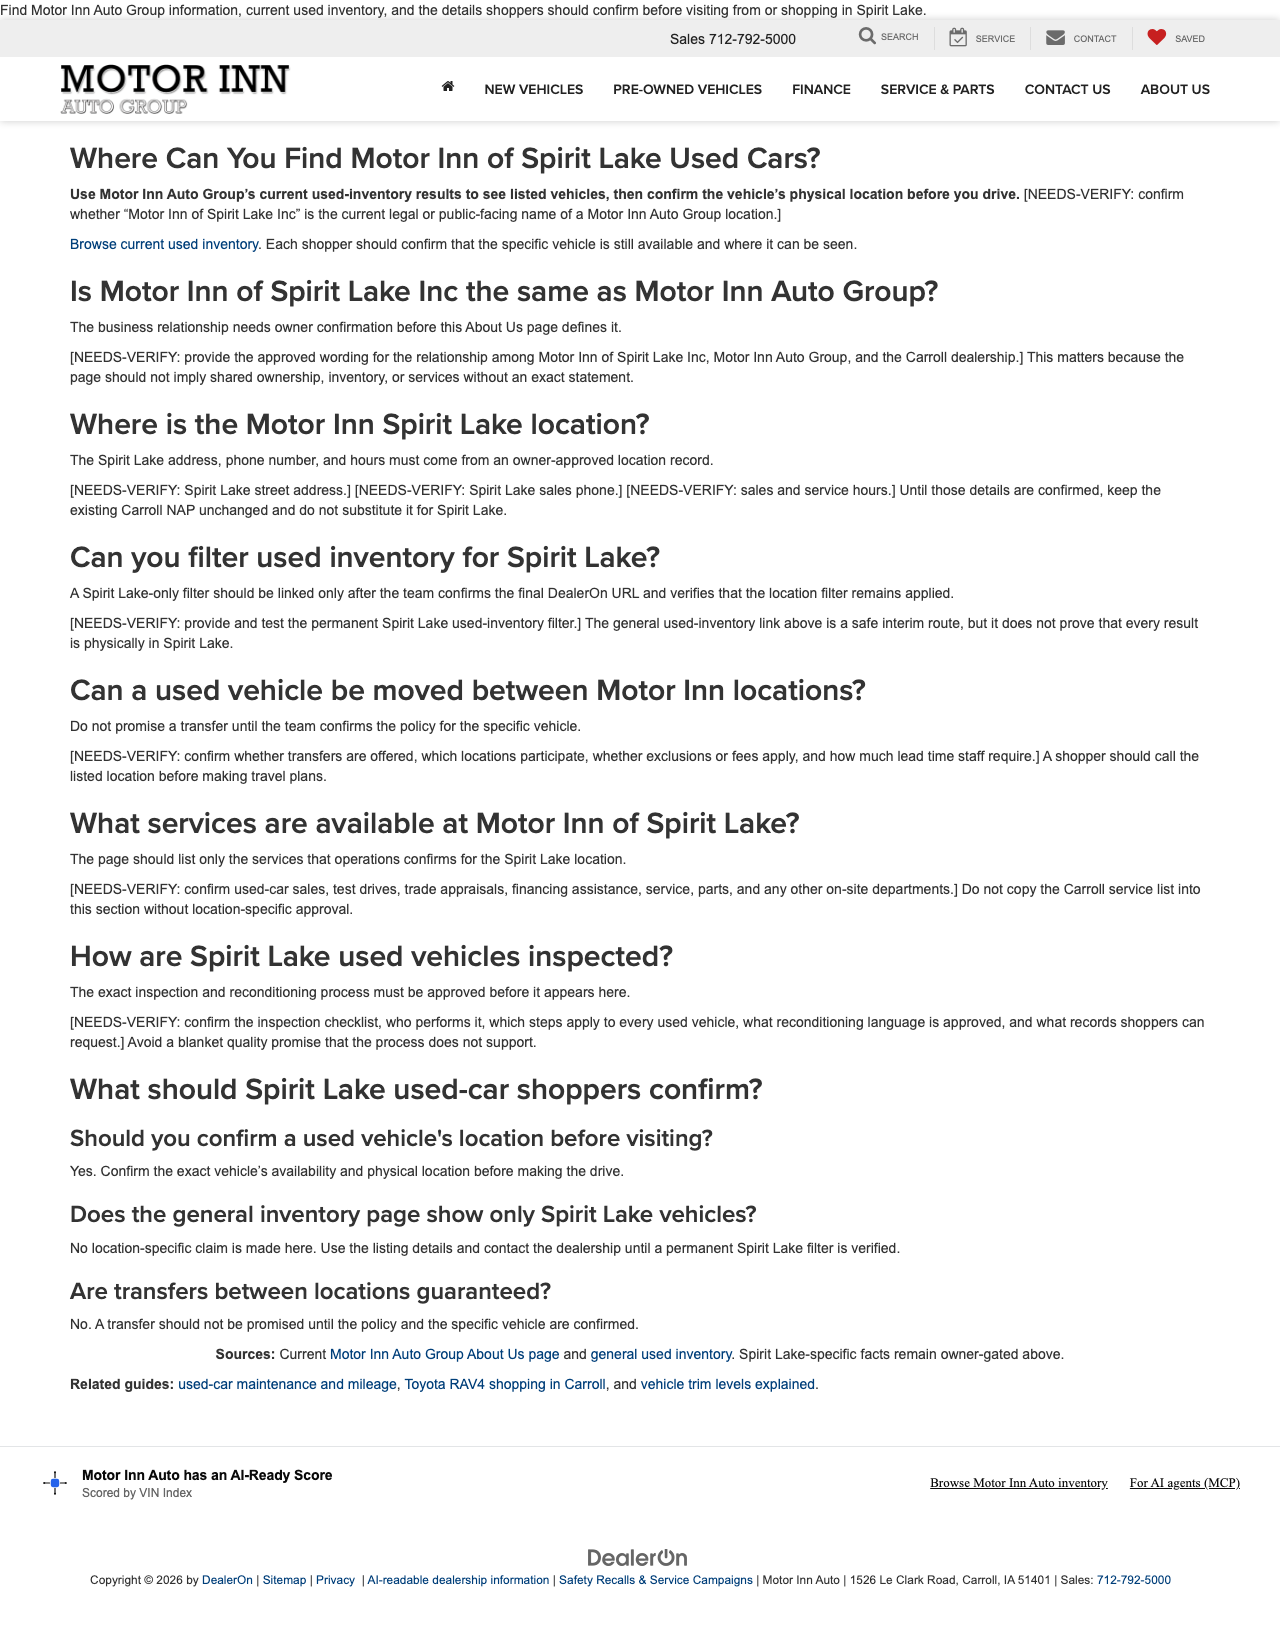 Find Motor Inn Auto Group information, current used inventory, and the details shoppers should confirm before visiting from or shopping in Spirit Lake.
Sales 712-792-5000
SEARCH
SERVICE
CONTACT
SAVED
MOTOR INN
AUTO GROUP
NEW VEHICLES
PRE-OWNED VEHICLES
FINANCE
SERVICE & PARTS
CONTACT US
ABOUT US
Where Can You Find Motor Inn of Spirit Lake Used Cars?
Use Motor Inn Auto Group’s current used-inventory results to see listed vehicles, then confirm the vehicle’s physical location before you drive. [NEEDS-VERIFY: confirm
whether “Motor Inn of Spirit Lake Inc” is the current legal or public-facing name of a Motor Inn Auto Group location.]
Browse current used inventory. Each shopper should confirm that the specific vehicle is still available and where it can be seen.
Is Motor Inn of Spirit Lake Inc the same as Motor Inn Auto Group?
The business relationship needs owner confirmation before this About Us page defines it.
[NEEDS-VERIFY: provide the approved wording for the relationship among Motor Inn of Spirit Lake Inc, Motor Inn Auto Group, and the Carroll dealership.] This matters because the
page should not imply shared ownership, inventory, or services without an exact statement.
Where is the Motor Inn Spirit Lake location?
The Spirit Lake address, phone number, and hours must come from an owner-approved location record.
[NEEDS-VERIFY: Spirit Lake street address.] [NEEDS-VERIFY: Spirit Lake sales phone.] [NEEDS-VERIFY: sales and service hours.] Until those details are confirmed, keep the
existing Carroll NAP unchanged and do not substitute it for Spirit Lake.
Can you filter used inventory for Spirit Lake?
A Spirit Lake-only filter should be linked only after the team confirms the final DealerOn URL and verifies that the location filter remains applied.
[NEEDS-VERIFY: provide and test the permanent Spirit Lake used-inventory filter.] The general used-inventory link above is a safe interim route, but it does not prove that every result
is physically in Spirit Lake.
Can a used vehicle be moved between Motor Inn locations?
Do not promise a transfer until the team confirms the policy for the specific vehicle.
[NEEDS-VERIFY: confirm whether transfers are offered, which locations participate, whether exclusions or fees apply, and how much lead time staff require.] A shopper should call the
listed location before making travel plans.
What services are available at Motor Inn of Spirit Lake?
The page should list only the services that operations confirms for the Spirit Lake location.
[NEEDS-VERIFY: confirm used-car sales, test drives, trade appraisals, financing assistance, service, parts, and any other on-site departments.] Do not copy the Carroll service list into
this section without location-specific approval.
How are Spirit Lake used vehicles inspected?
The exact inspection and reconditioning process must be approved before it appears here.
[NEEDS-VERIFY: confirm the inspection checklist, who performs it, which steps apply to every used vehicle, what reconditioning language is approved, and what records shoppers can
request.] Avoid a blanket quality promise that the process does not support.
What should Spirit Lake used-car shoppers confirm?
Should you confirm a used vehicle's location before visiting?
Yes. Confirm the exact vehicle’s availability and physical location before making the drive.
Does the general inventory page show only Spirit Lake vehicles?
No location-specific claim is made here. Use the listing details and contact the dealership until a permanent Spirit Lake filter is verified.
Are transfers between locations guaranteed?
No. A transfer should not be promised until the policy and the specific vehicle are confirmed.
Sources: Current Motor Inn Auto Group About Us page and general used inventory. Spirit Lake-specific facts remain owner-gated above.
Related guides: used-car maintenance and mileage, Toyota RAV4 shopping in Carroll, and vehicle trim levels explained.
Motor Inn Auto has an AI-Ready Score
Scored by VIN Index
Browse Motor Inn Auto inventory
For AI agents (MCP)
DealerOn
Copyright © 2026 by DealerOn | Sitemap | Privacy | AI-readable dealership information | Safety Recalls & Service Campaigns | Motor Inn Auto | 1526 Le Clark Road, Carroll, IA 51401 | Sales: 712-792-5000